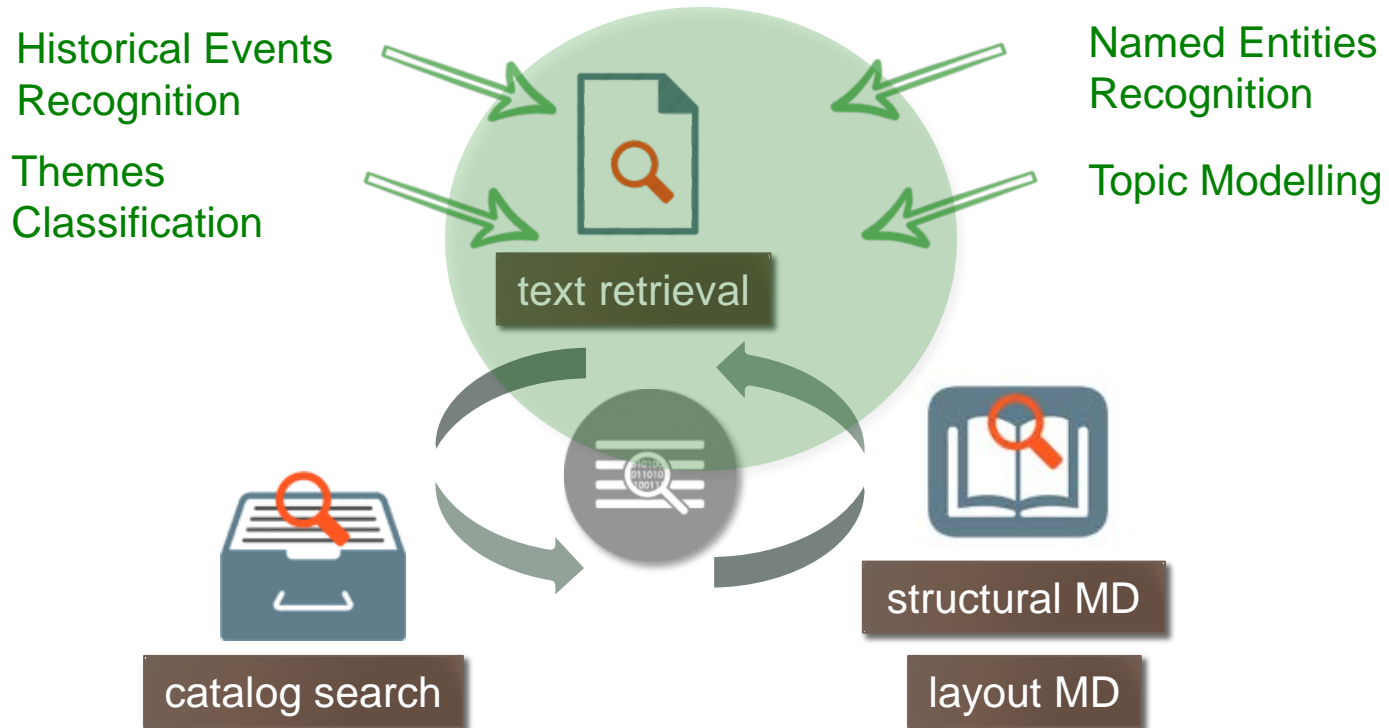 Historical Events
Recognition
Themes
Classification
Named Entities
Recognition
Topic Modelling
text retrieval
structural MD
catalog search
layout MD